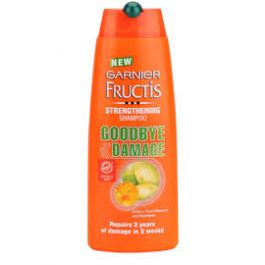 NEW
GARNIER
FRUCTIS
STRENGTHENING
SHAMPOO
GOODBYE
DAMAGE
Repairs 2 years
of damage in 2 weeks!